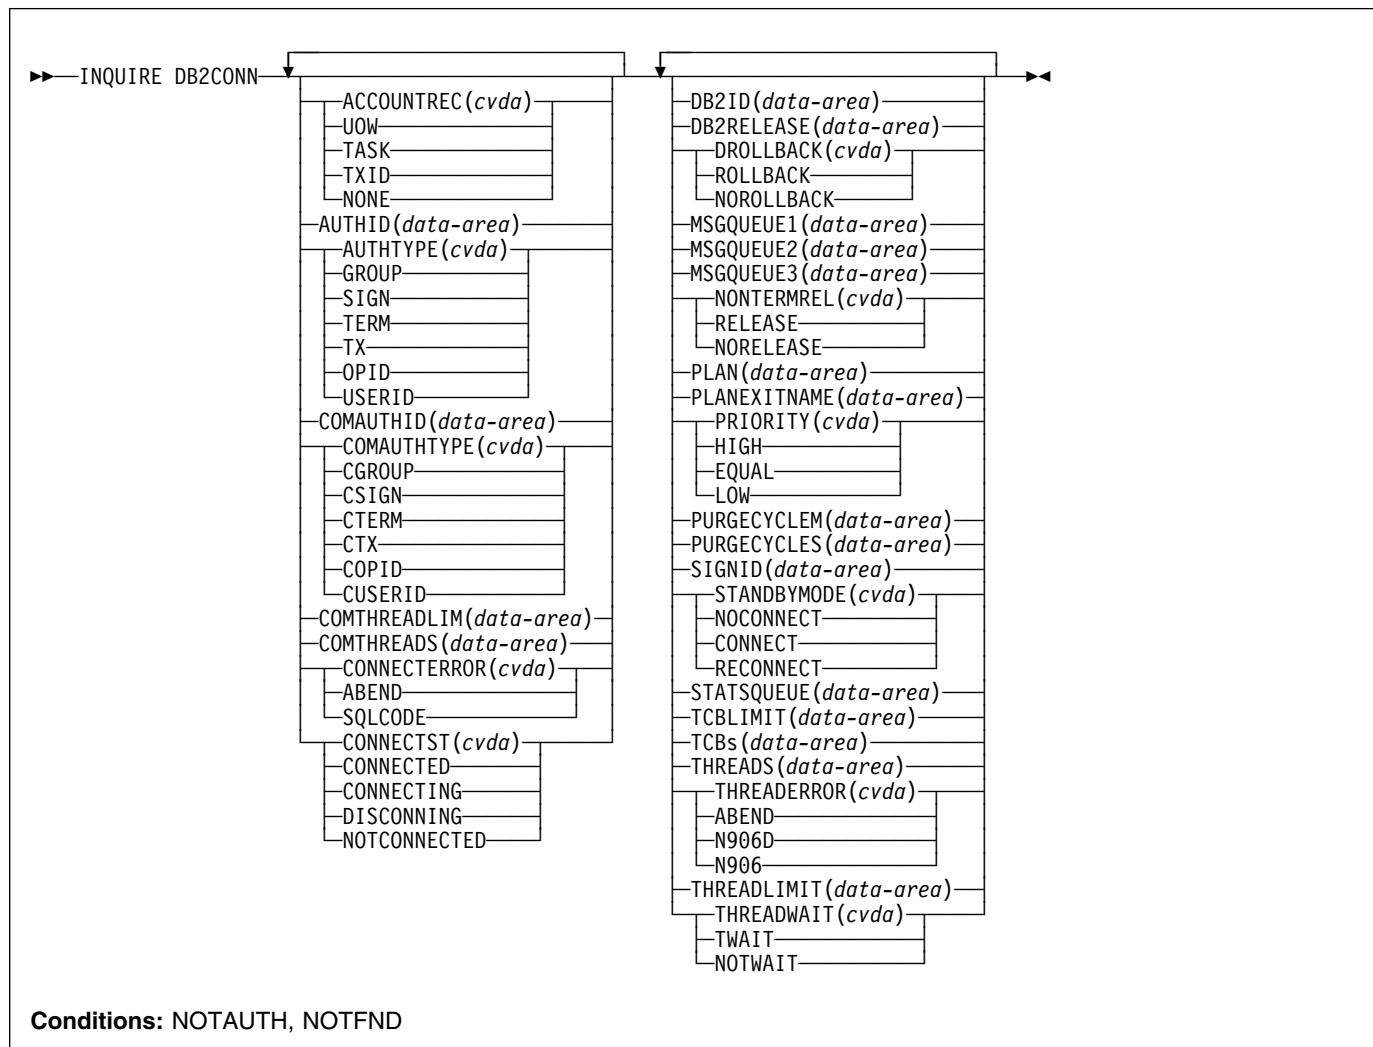 INQUIRE DB2CONN
ACCOUNTREC(cvda)
UOW
TASK
TXID
NONE
AUTHID(data-area)
AUTHTYPE(cvda)
GROUP
SIGN
TERM
TX
OPID
USERID
COMAUTHID(data-area)
COMAUTHTYPE(cvda)
CGROUP
CSIGN
CTERM
CTX
COPID
CUSERID
COMTHREADLIM(data-area)
COMTHREADS(data-area)
CONNECTERROR(cvda)
ABEND
SQLCODE
CONNECTST(cvda)
CONNECTED
CONNECTING
DISCONNING
NOTCONNECTED
DB2ID(data-area)
DB2RELEASE(data-area)
DROLLBACK(cvda)
ROLLBACK
NOROLLBACK
MSGQUEUE1(data-area)
MSGQUEUE2(data-area)
MSGQUEUE3(data-area)
NONTERMREL(cvda)
RELEASE
NORELEASE
PLAN(data-area)
PLANEXITNAME(data-area)
PRIORITY(cvda)
HIGH
EQUAL
LOW
PURGECYCLEM(data-area)
PURGECYCLES(data-area)
SIGNID(data-area)
STANDBYMODE(cvda)
NOCONNECT
CONNECT
RECONNECT
STATSQUEUE(data-area)
TCBLIMIT(data-area)
TCBs(data-area)
THREADS(data-area)
THREADERROR(cvda)
ABEND
N906D
N906
THREADLIMIT(data-area)
THREADWAIT(cvda)
TWAIT
NOTWAIT
Conditions: NOTAUTH, NOTFND